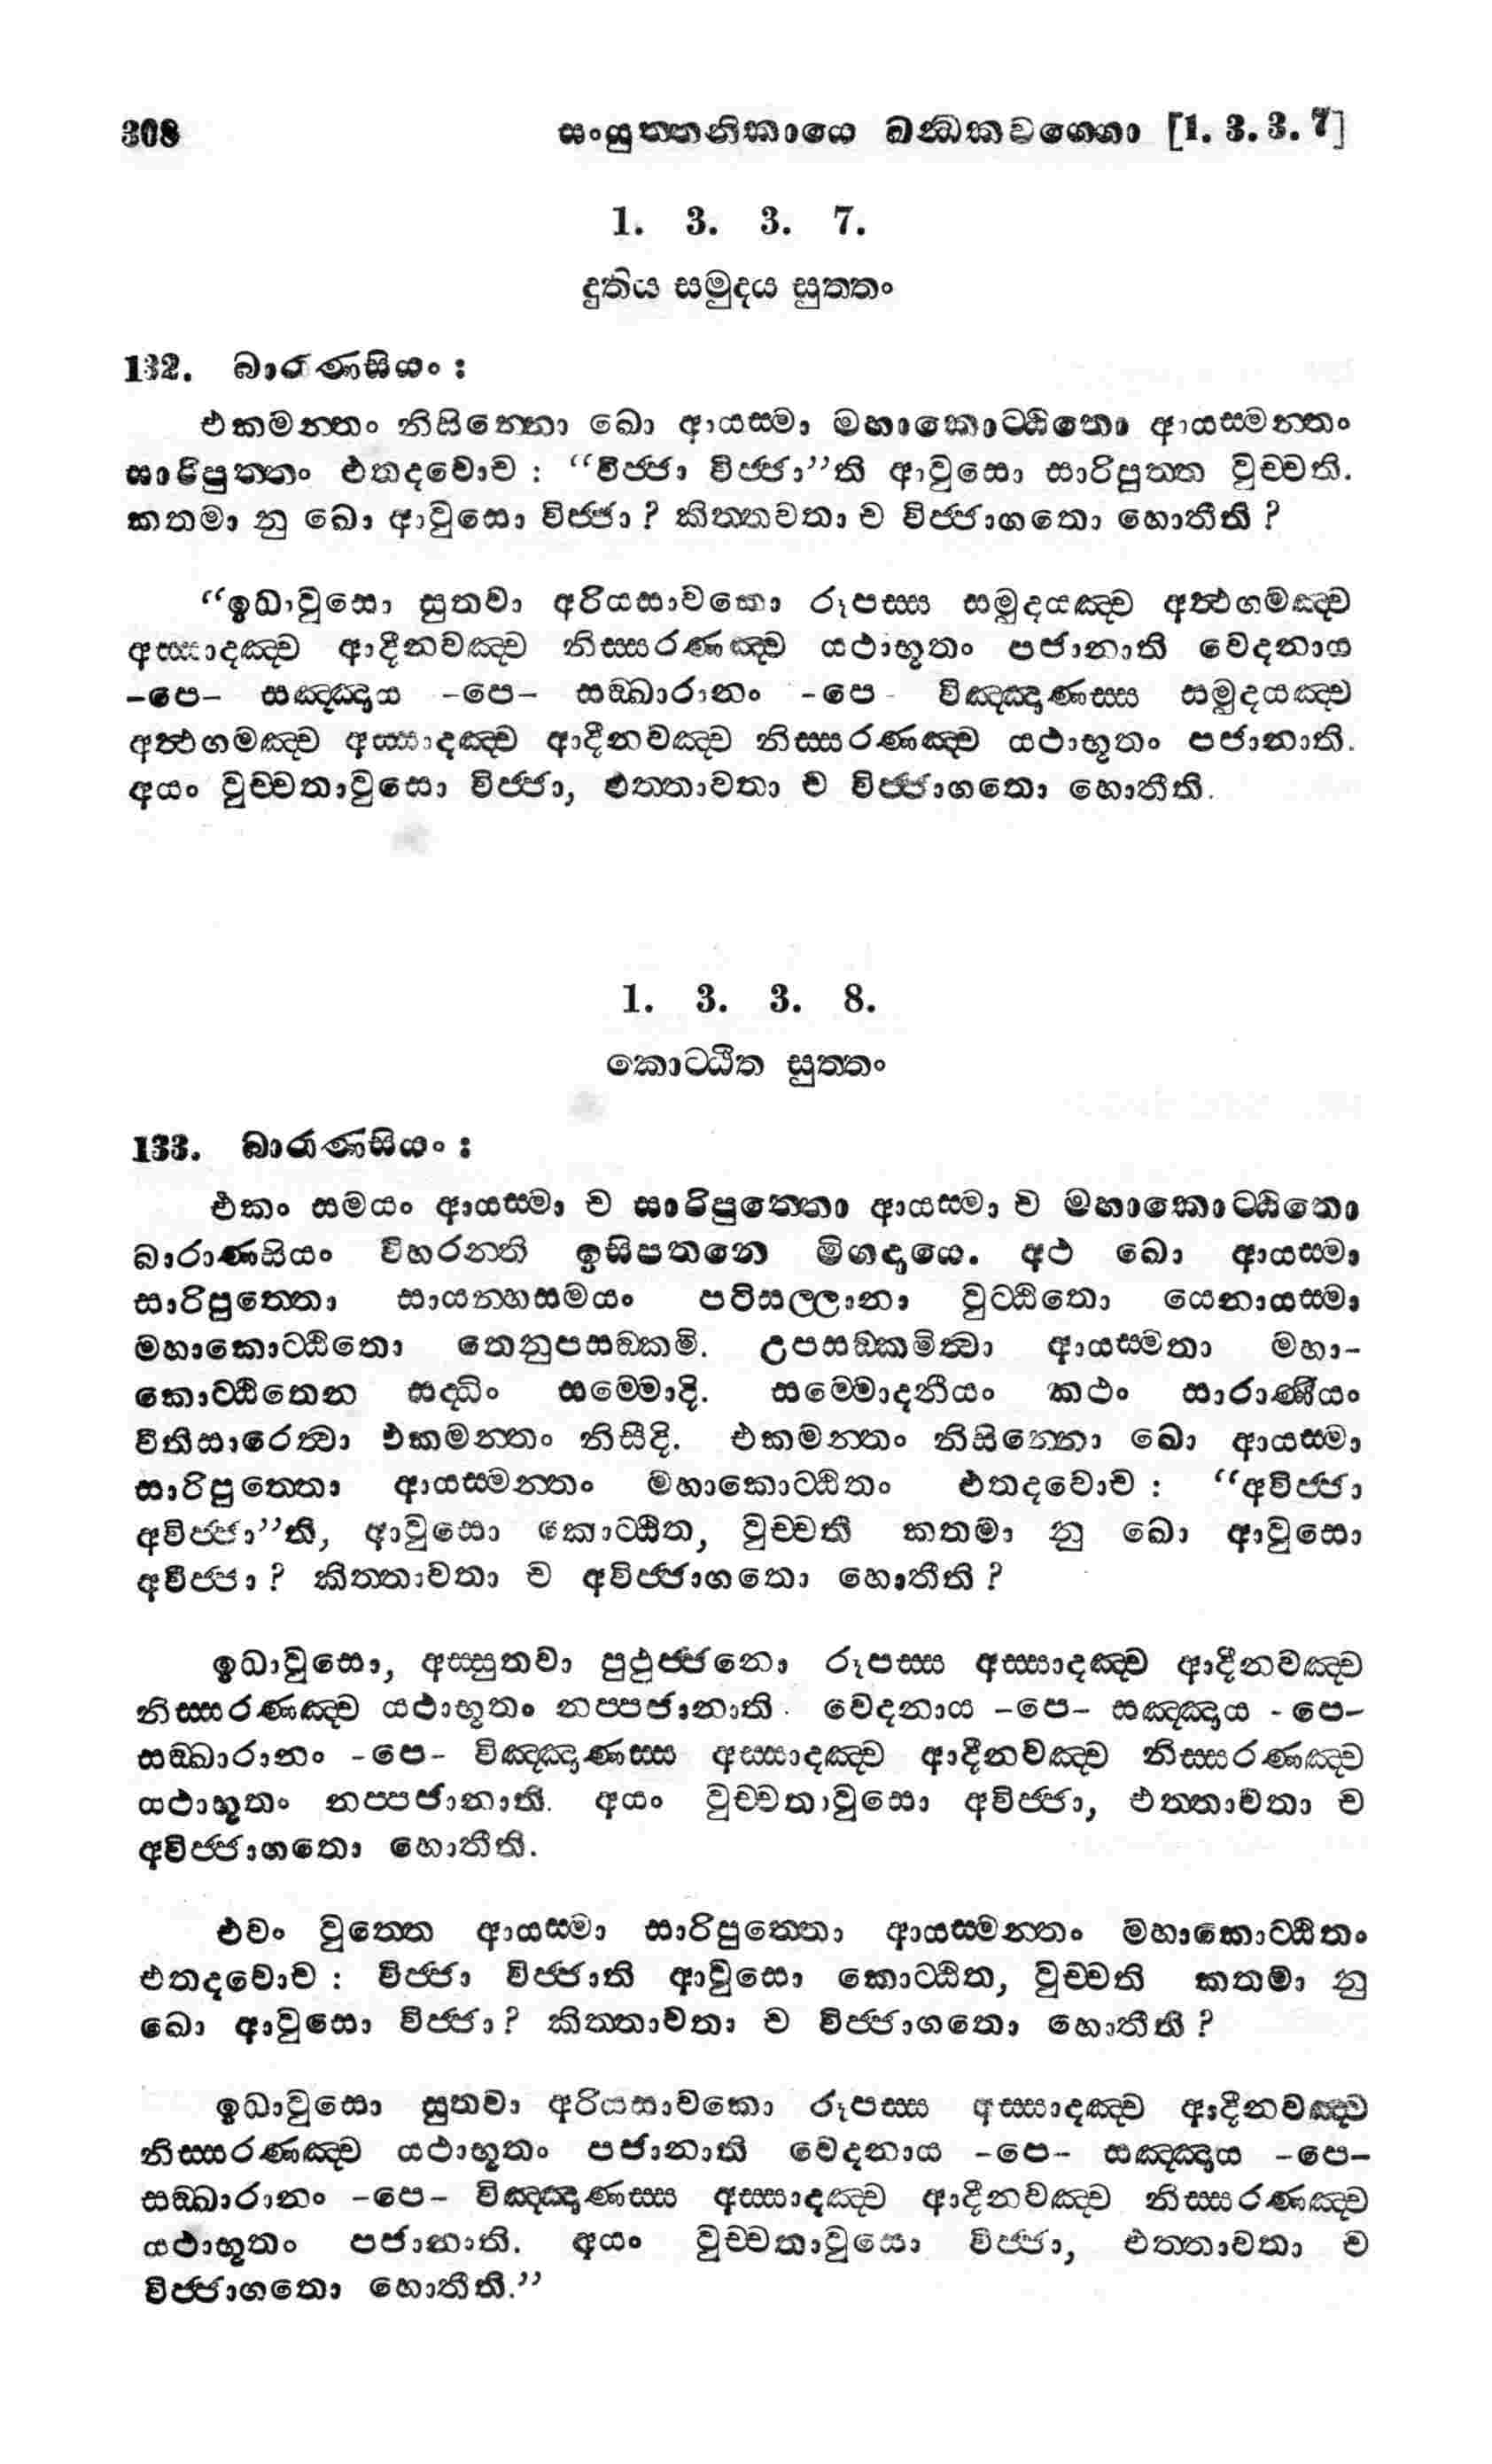 308 සංයුත්තනිකායෙ ඛන්ධකවග්ගො [1. 3. 3. 7]
1. 3. 3. 7.
දුතිය සමුදය සුත්තං
132. බාරාණසියං :
එකමන්තං නිසින්නො ඛො ආයස්මා මහාකොට්ඨිතො ආයස්මන්තං
සාරිපුත්තං එතදවොච : “විජ්ජා විජ්ජා”ති ආවුසො සාරිපුත්ත වුච්චති.
කතමා නු ඛො ආවුසො විජ්ජා? කිත්තවතා ච විජ්ජාගතො හොතීති?
“ඉධාවුසො සුතවා අරියසාවකො රූපස්ස සමුදයඤ්ච අත්ථගමඤ්ච
අස්සාදඤ්ච ආදීනවඤ්ච නිස්සරණඤ්ච යථාභූතං පජානාති වෙදනාය
-පෙ- සඤ්ඤාය -පෙ- සඞ්ඛාරානං -පෙ- විඤ්ඤාණස්ස සමුදයඤ්ච
අත්ථගමඤ්ච අස්සාදඤ්ච ආදීනවඤ්ච නිස්සරණඤ්ච යථාභූතං පජානාති.
අයං වුච්චතාවුසො විජ්ජා, එත්තාවතා ච විජ්ජාගතො හොතීති.
1. 3. 3. 8.
කොට්ඨිත සුත්තං
133. බාරාණසියං :
එකං සමයං ආයස්මා ච සාරිපුත්තො ආයස්මා ච මහාකොට්ඨිතො
බාරාණසියං විහරන්ති ඉසිපතනෙ මිගදායෙ. අථ ඛො ආයස්මා
සාරිපුත්තො සායන්හසමයං පටිසල්ලානා වුට්ඨිතො යෙනායස්මා
මහාකොට්ඨිතො තෙනුපසඞ්කමි. උපසඞ්කමිත්වා ආයස්මතා මහා-
කොට්ඨිතෙන සද්ධිං සම්මොදි. සම්මොදනීයං කථං සාරාණීයං
වීතිසාරෙත්වා එකමන්තං නිසීදි. එකමන්තං නිසින්නො ඛො ආයස්මා
සාරිපුත්තො ආයස්මන්තං මහාකොට්ඨිතං එතදවොච : “අවිජ්ජා
අවිජ්ජා”ති, ආවුසො කොට්ඨිත, වුච්චති කතමා නු ඛො ආවුසො
අවිජ්ජා? කිත්තාවතා ච අවිජ්ජාගතො හොතීති?
ඉධාවුසො, අස්සුතවා පුථුජ්ජනො රූපස්ස අස්සාදඤ්ච ආදීනවඤ්ච
නිස්සරණඤ්ච යථාභූතං නප්පජානාති. වෙදනාය -පෙ- සඤ්ඤාය -පෙ-
සඞ්ඛාරානං -පෙ- විඤ්ඤාණස්ස අස්සාදඤ්ච ආදීනවඤ්ච නිස්සරණඤ්ච
යථාභූතං නප්පජානාති. අයං වුච්චතාවුසො අවිජ්ජා, එත්තාවතා ච
අවිජ්ජාගතො හොතීති.
එවං වුත්තෙ ආයස්මා සාරිපුත්තො ආයස්මන්තං මහාකොට්ඨිතං
එතදවොච : විජ්ජා විජ්ජාති ආවුසො කොට්ඨිත, වුච්චති කතමා නු
ඛො ආවුසො විජ්ජා? කිත්තාවතා ච විජ්ජාගතො හොතීති?
ඉධාවුසො සුතවා අරියසාවකො රූපස්ස අස්සාදඤ්ච ආදීනවඤ්ච
නිස්සරණඤ්ච යථාභූතං පජානාති වෙදනාය -පෙ- සඤ්ඤාය -පෙ-
සඞ්ඛාරානං -පෙ- විඤ්ඤාණස්ස අස්සාදඤ්ච ආදීනවඤ්ච නිස්සරණඤ්ච
යථාභූතං පජානාති. අයං වුච්චතාවුසො විජ්ජා, එත්තාවතා ච
විජ්ජාගතො හොතීති.”